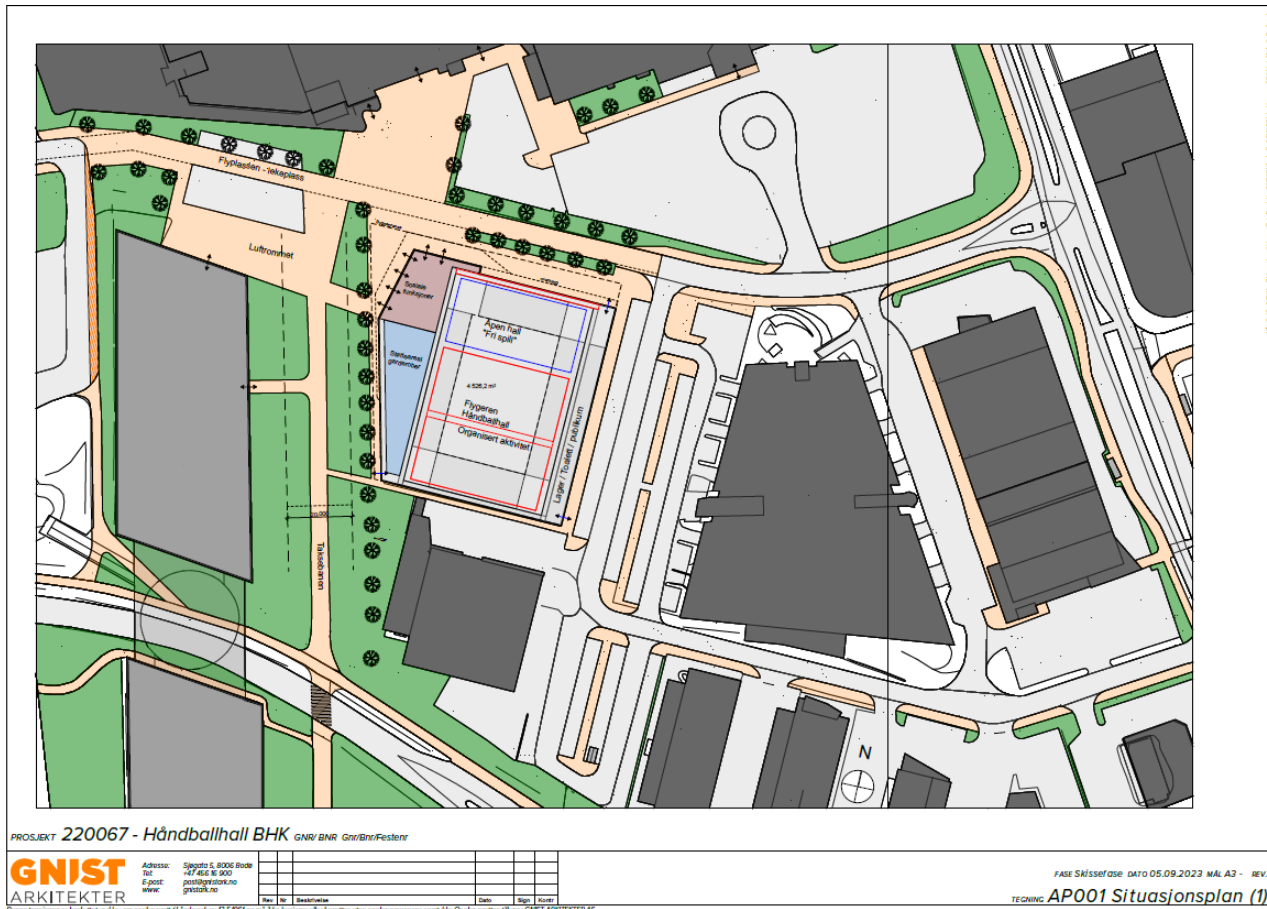 Flyplassen - lekeplass
Luftrommet
Sosiale
funksjoner
Åpen hall
"Fri spill"
garderober
4 526,2 m²
Flygeren
Håndballhall
Organisert aktivitet
Lager / Toalett / publikum
Taksebanen
N
PROSJEKT 220067 - Håndballhall BHK GNR/ BNR Gnr/Bnr/Festenr
GNIST
ARKITEKTER
Adresse: Sjøgata 5, 8006 Bodø
Tel: +47 456 16 900
E-post: post@gnistark.no
www: gnistark.no
Rev Nr Beskrivelse Dato Sign Kontr
FASE Skissefase DATO 05.09.2023 MÅL A3 - REV.
TEGNING AP001 Situasjonsplan (1)